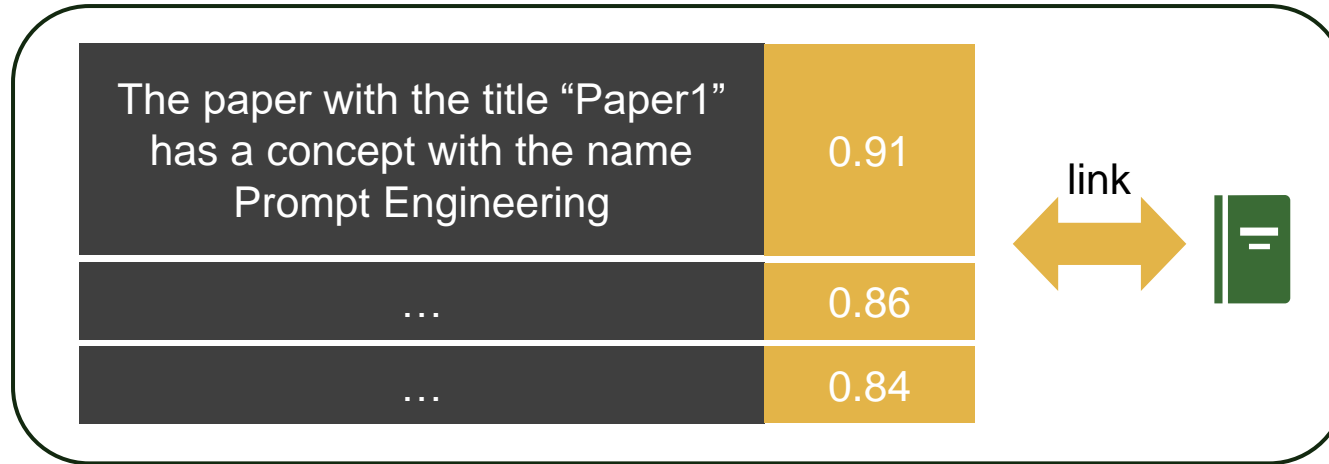 The paper with the title “Paper1”
has a concept with the name
Prompt Engineering
0.91
link
…
0.86
…
0.84